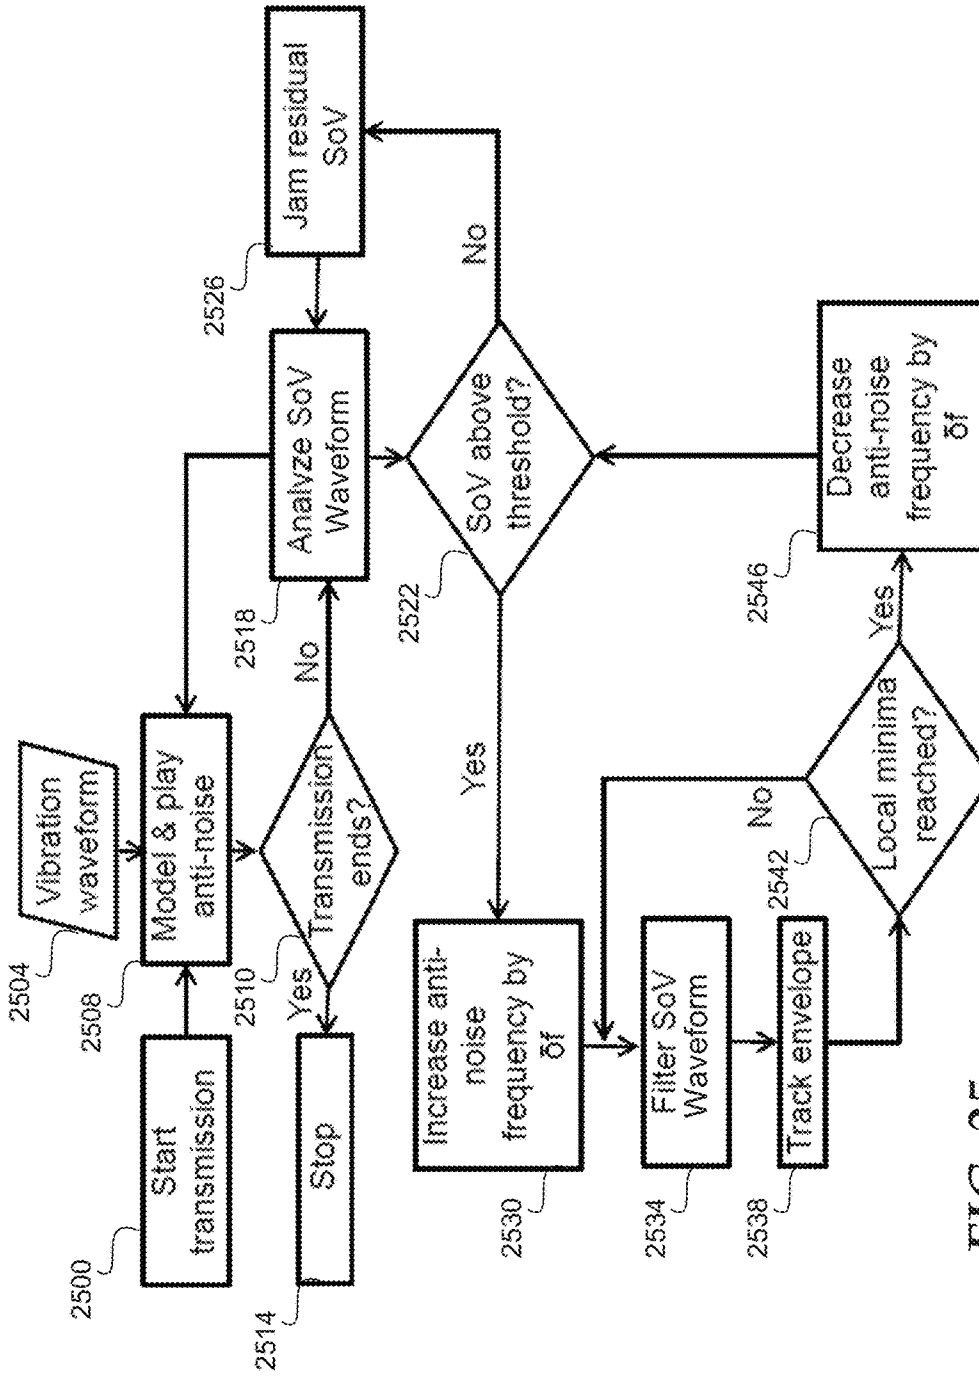 2500
Start
transmission
2504
Vibration
waveform
2508
Model & play
anti-noise
2510
Transmission
ends?
Yes
No
2514
Stop
2518
Analyze SoV
Waveform
2526
Jam residual
SoV
2522
SoV above
threshold?
No
Yes
2530
Increase anti-
noise
frequency by
δf
2534
Filter SoV
Waveform
2538
Track envelope
2542
Local minima
reached?
No
Yes
2546
Decrease
anti-noise
frequency by
δf